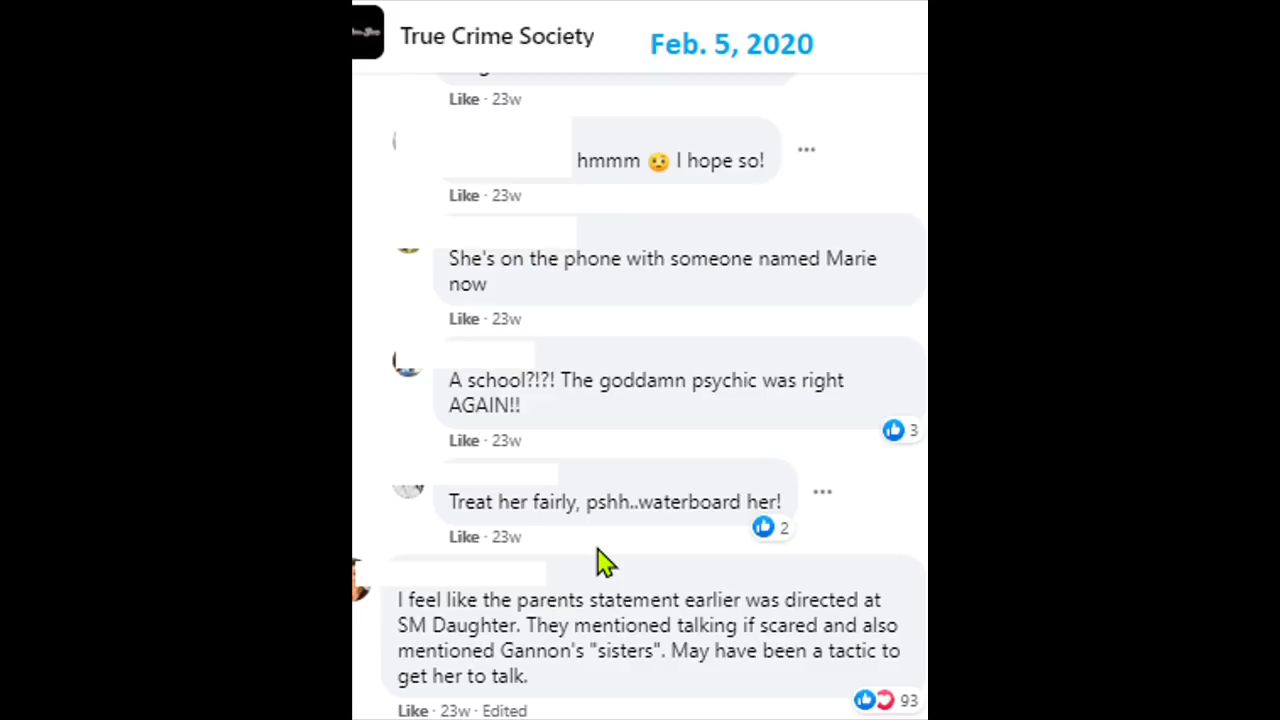 True Crime Society
Feb. 5, 2020
Like · 23w
hmmm 🥺 I hope so!
Like · 23w
She's on the phone with someone named Marie
now
Like · 23w
A school?!?! The goddamn psychic was right
AGAIN!!
3
Like · 23w
Treat her fairly, pshh..waterboard her!
2
Like · 23w
I feel like the parents statement earlier was directed at
SM Daughter. They mentioned talking if scared and also
mentioned Gannon's "sisters". May have been a tactic to
get her to talk.
93
Like · 23w · Edited